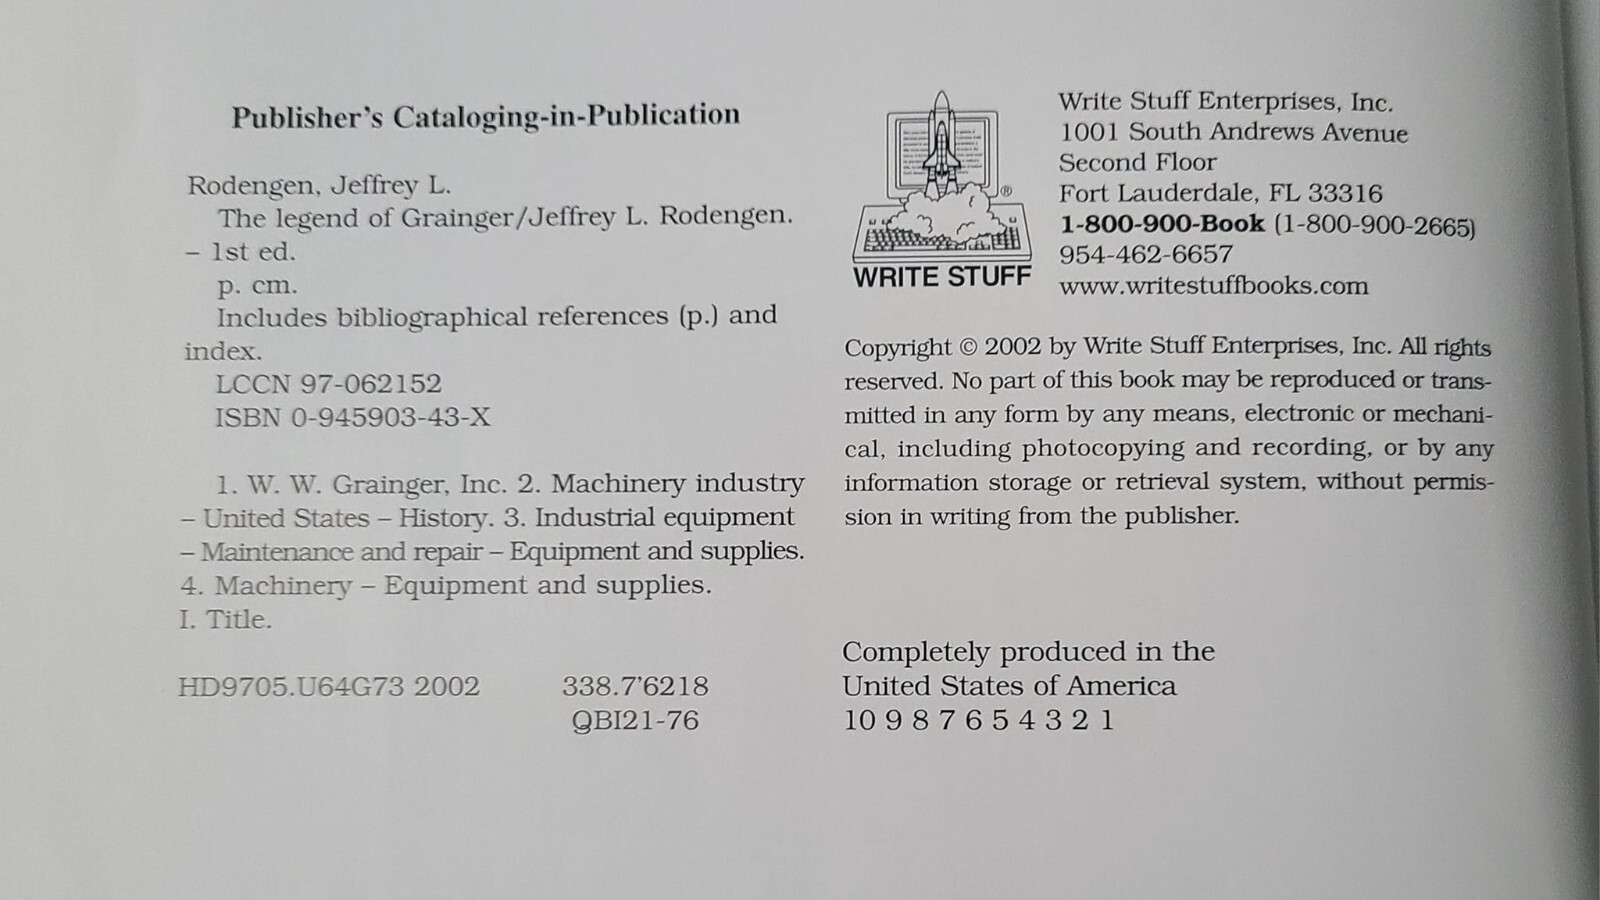 Publisher's Cataloging-in-Publication
Rodengen, Jeffrey L.
The legend of Grainger/Jeffrey L. Rodengen.
– 1st ed.
p. cm.
Includes bibliographical references (p.) and
index.
LCCN 97-062152
ISBN 0-945903-43-X
1. W. W. Grainger, Inc. 2. Machinery industry
– United States – History. 3. Industrial equipment
– Maintenance and repair – Equipment and supplies.
4. Machinery – Equipment and supplies.
I. Title.
HD9705.U64G73 2002 338.7'6218
QBI21-76
®
WRITE STUFF
Write Stuff Enterprises, Inc.
1001 South Andrews Avenue
Second Floor
Fort Lauderdale, FL 33316
1-800-900-Book (1-800-900-2665)
954-462-6657
www.writestuffbooks.com
Copyright © 2002 by Write Stuff Enterprises, Inc. All rights
reserved. No part of this book may be reproduced or trans-
mitted in any form by any means, electronic or mechani-
cal, including photocopying and recording, or by any
information storage or retrieval system, without permis-
sion in writing from the publisher.
Completely produced in the
United States of America
10 9 8 7 6 5 4 3 2 1